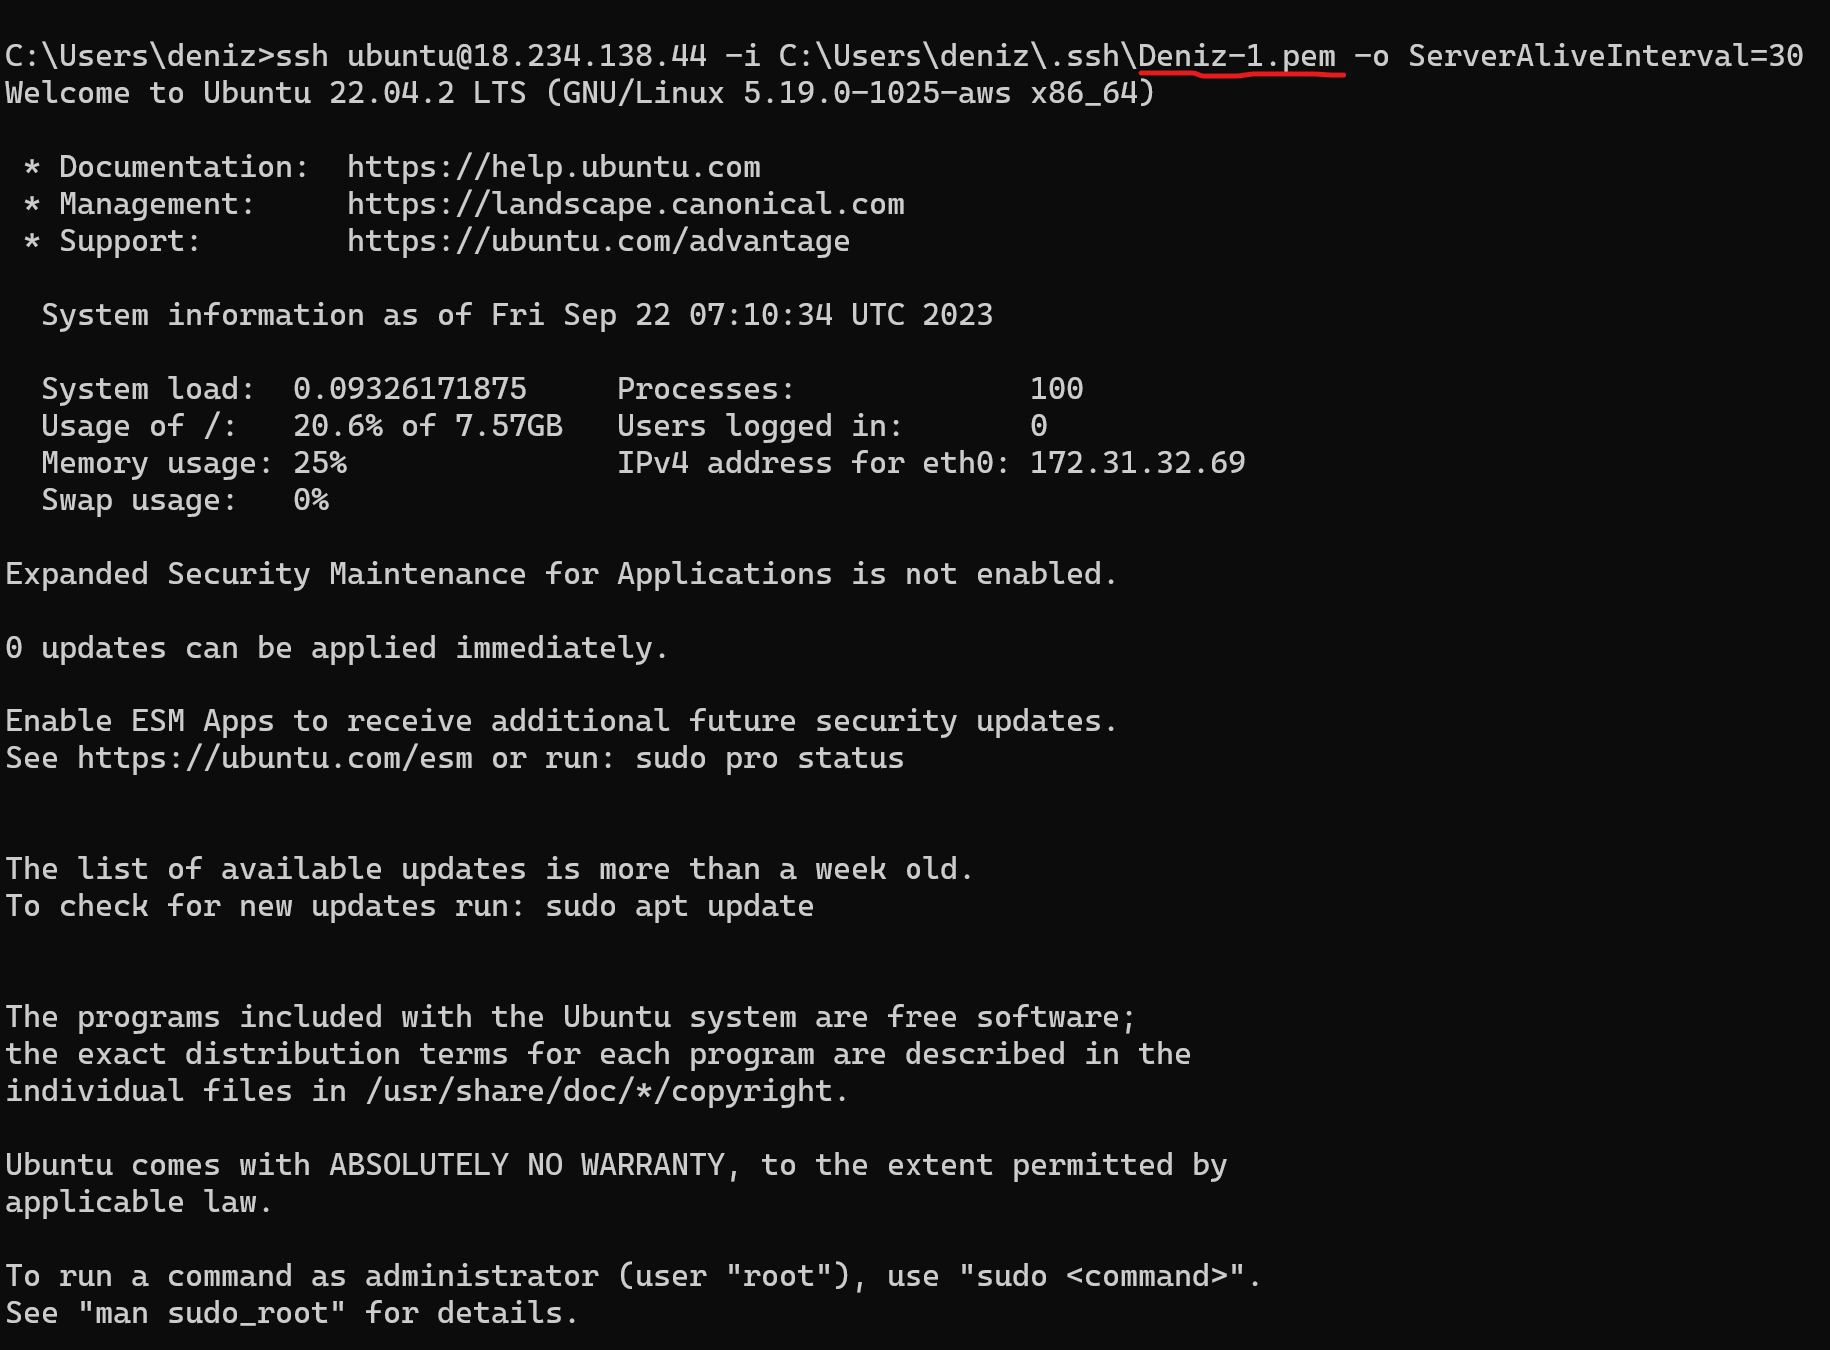 C:\Users\deniz>ssh ubuntu@18.234.138.44 -i C:\Users\deniz\.ssh\Deniz-1.pem -o ServerAliveInterval=30
Welcome to Ubuntu 22.04.2 LTS (GNU/Linux 5.19.0-1025-aws x86_64)
* Documentation:  https://help.ubuntu.com
* Management:     https://landscape.canonical.com
* Support:        https://ubuntu.com/advantage
System information as of Fri Sep 22 07:10:34 UTC 2023
System load:  0.09326171875     Processes:             100
Usage of /:   20.6% of 7.57GB   Users logged in:       0
Memory usage: 25%               IPv4 address for eth0: 172.31.32.69
Swap usage:   0%
Expanded Security Maintenance for Applications is not enabled.
0 updates can be applied immediately.
Enable ESM Apps to receive additional future security updates.
See https://ubuntu.com/esm or run: sudo pro status
The list of available updates is more than a week old.
To check for new updates run: sudo apt update
The programs included with the Ubuntu system are free software;
the exact distribution terms for each program are described in the
individual files in /usr/share/doc/*/copyright.
Ubuntu comes with ABSOLUTELY NO WARRANTY, to the extent permitted by
applicable law.
To run a command as administrator (user "root"), use "sudo <command>".
See "man sudo_root" for details.